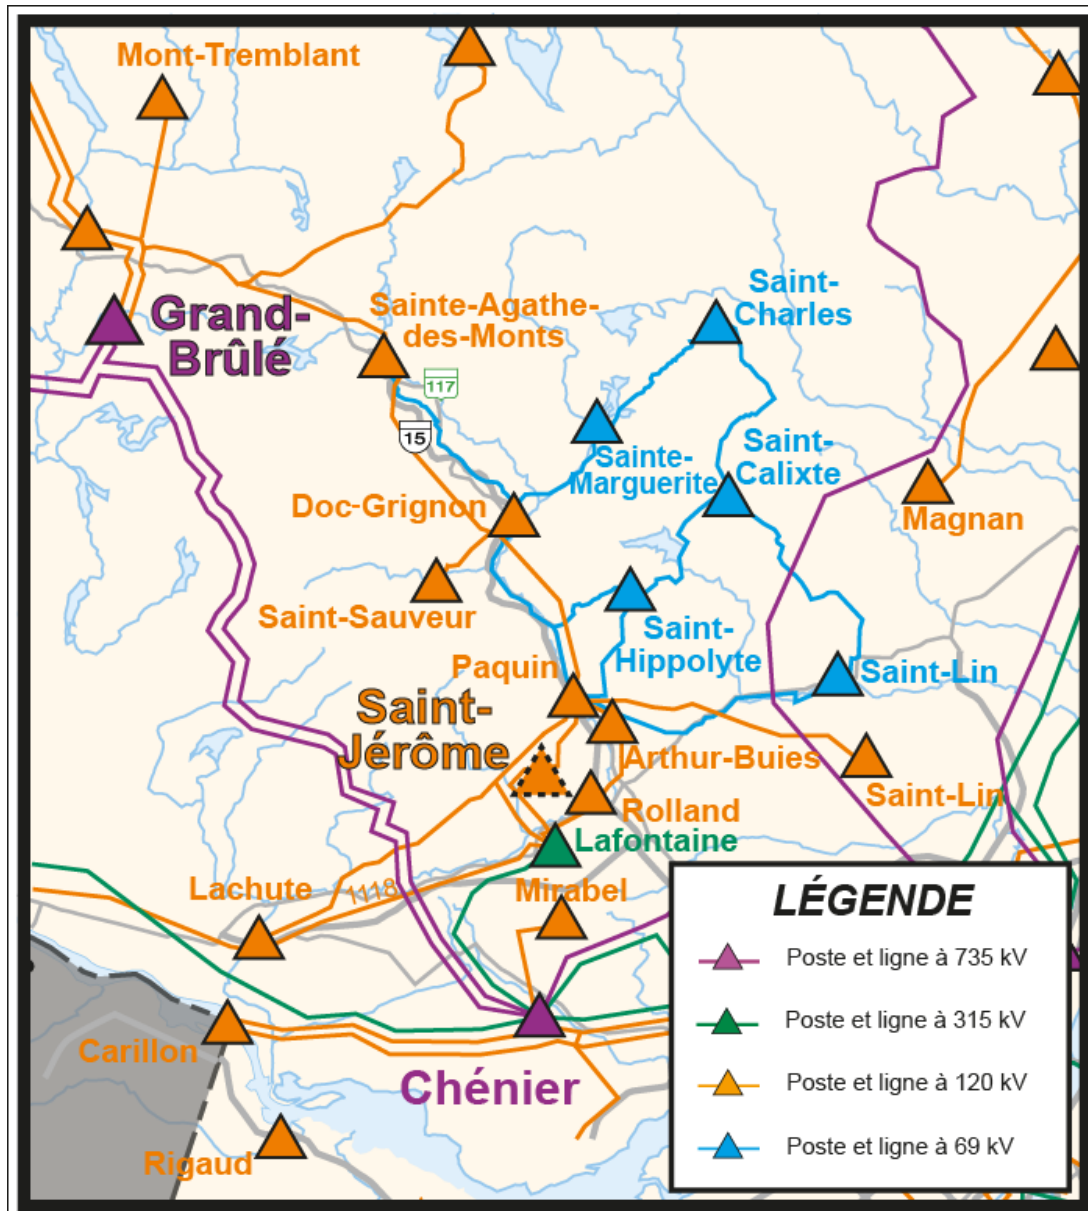 Mont-Tremblant
Grand-
Brûlé
Sainte-Agathe-
des-Monts
117
15
Saint-
Charles
Sainte-
Marguerite
Saint-
Calixte
Doc-Grignon
Magnan
Saint-Sauveur
Saint-
Hippolyte
Paquin
Saint-Lin
Saint-
Jérôme
Arthur-Buies
Saint-Lin
Rolland
Lafontaine
Lachute
1118
Mirabel
Carillon
Chénier
Rigaud
LÉGENDE
Poste et ligne à 735 kV
Poste et ligne à 315 kV
Poste et ligne à 120 kV
Poste et ligne à 69 kV